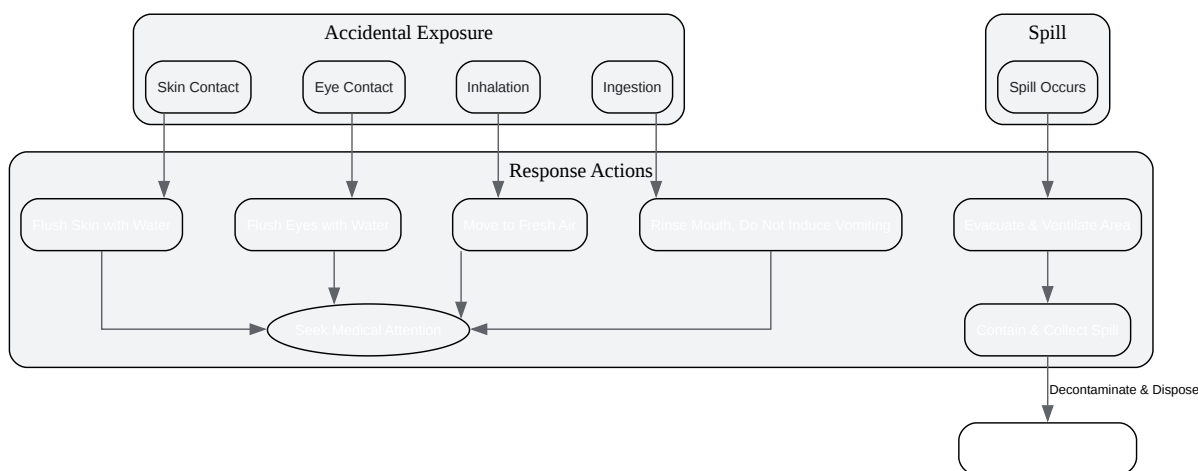 Accidental Exposure
Spill
Skin Contact
Eye Contact
Inhalation
Ingestion
Spill Occurs
Response Actions
Flush Skin with Water
Flush Eyes with Water
Move to Fresh Air
Rinse Mouth, Do Not Induce Vomiting
Evacuate & Ventilate Area
Seek Medical Attention
Contain & Collect Spill
Decontaminate & Dispose